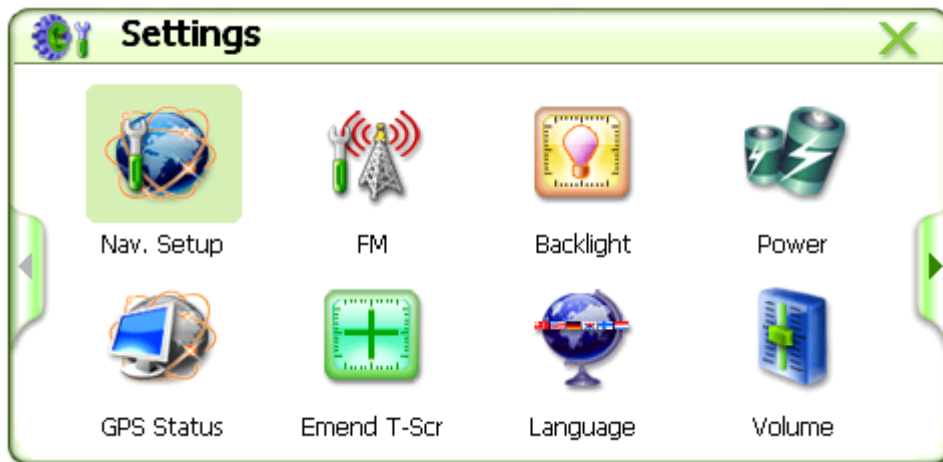 Settings
Nav. Setup FM Backlight Power
GPS Status Emend T-Scr Language Volume